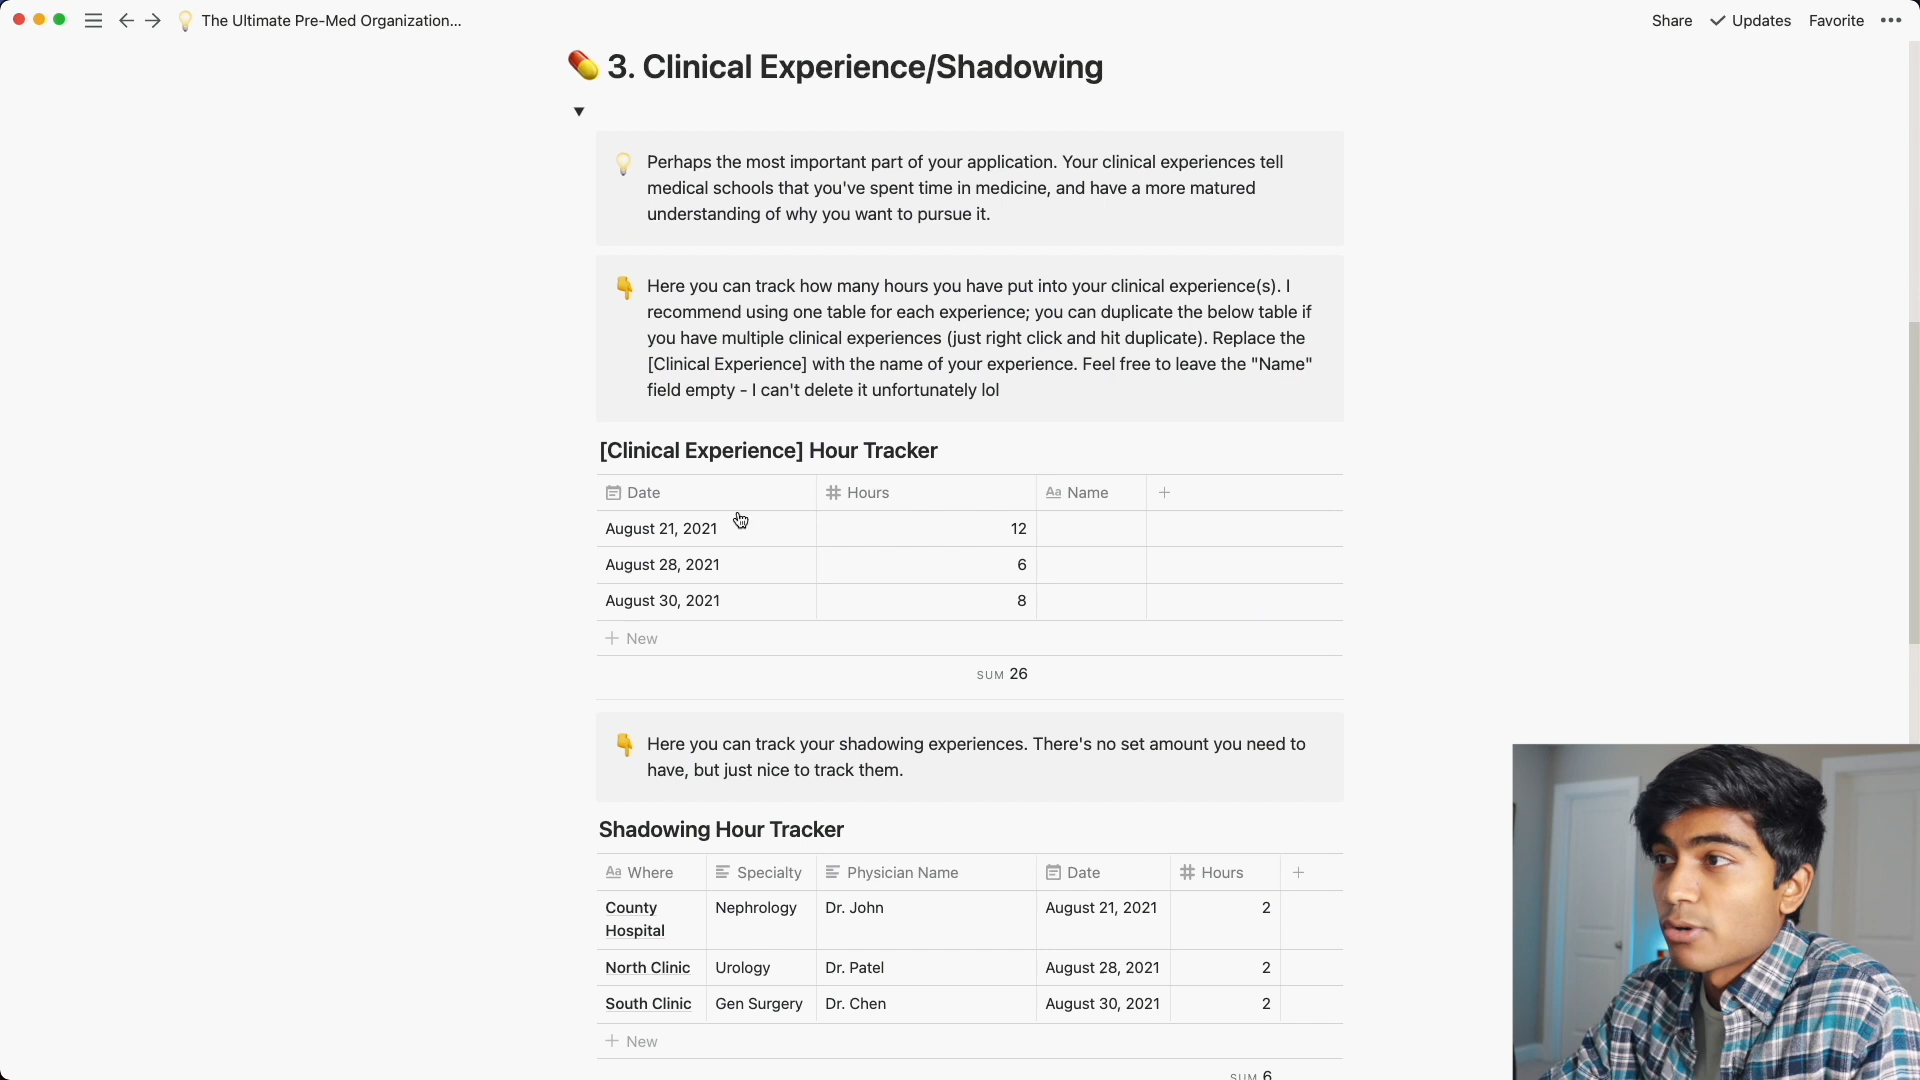 The Ultimate Pre-Med Organization...
Share
Updates
Favorite
3. Clinical Experience/Shadowing
Perhaps the most important part of your application. Your clinical experiences tell
medical schools that you've spent time in medicine, and have a more matured
understanding of why you want to pursue it.
Here you can track how many hours you have put into your clinical experience(s). I
recommend using one table for each experience; you can duplicate the below table if
you have multiple clinical experiences (just right click and hit duplicate). Replace the
[Clinical Experience] with the name of your experience. Feel free to leave the "Name"
field empty - I can't delete it unfortunately lol
[Clinical Experience] Hour Tracker
Date
Hours
Aa Name
August 21, 2021
12
August 28, 2021
6
August 30, 2021
8
+ New
SUM 26
Here you can track your shadowing experiences. There's no set amount you need to
have, but just nice to track them.
Shadowing Hour Tracker
Aa Where
Specialty
Physician Name
Date
Hours
County
Hospital
Nephrology
Dr. John
August 21, 2021
2
North Clinic
Urology
Dr. Patel
August 28, 2021
2
South Clinic
Gen Surgery
Dr. Chen
August 30, 2021
2
+ New
SUM 6